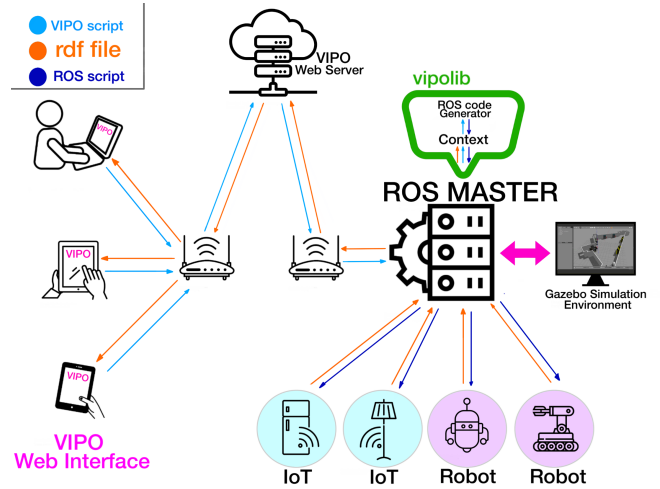 VIPO script
rdf file
ROS script
VIPO
Web Server
vipolib
ROS code
Generator
Context
ROS MASTER
VIPO
VIPO
VIPO
Gazebo Simulation
Environment
VIPO
Web Interface
IoT
IoT
Robot
Robot